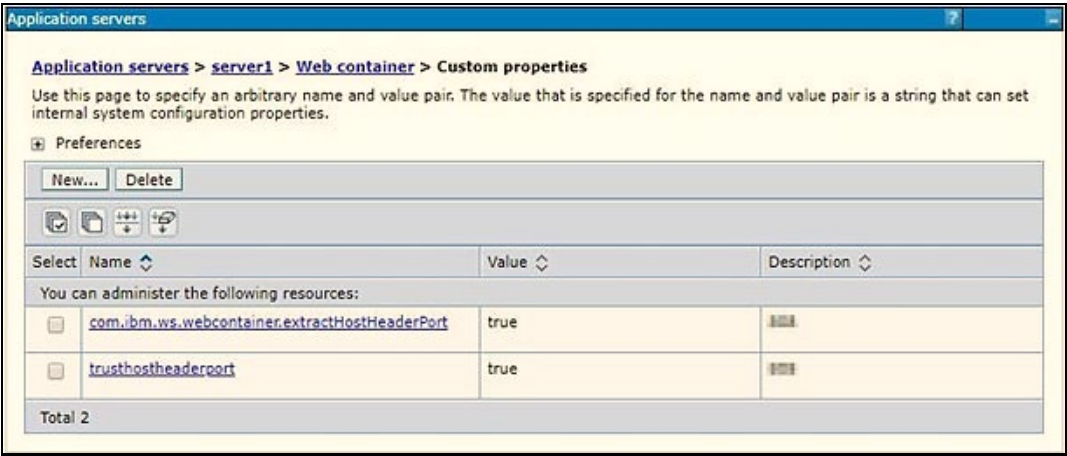 Application servers ?
Application servers > server1 > Web container > Custom properties
Use this page to specify an arbitrary name and value pair. The value that is specified for the name and value pair is a string that can set
internal system configuration properties.
Preferences
New... Delete
Select Name Value Description
You can administer the following resources:
com.ibm.ws.webcontainer.extractHostHeaderPort true
trusthostheaderport true
Total 2